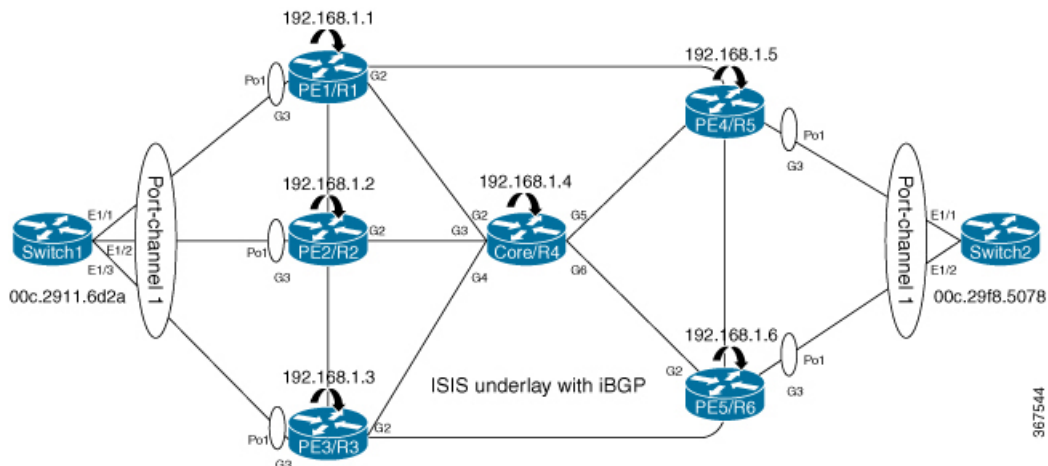 192.168.1.1
Po1
G3
PE1/R1
G2
192.168.1.5
PE4/R5
Po1
G3
Port-channel 1
E1/1
E1/2
E1/3
Switch1
00c.2911.6d2a
192.168.1.2
Po1
G3
PE2/R2
G2
192.168.1.4
G2
G3
G4
Core/R4
G5
G6
Port-channel 1
E1/1
E1/2
Switch2
00c.29f8.5078
192.168.1.3
Po1
G3
PE3/R3
G2
ISIS underlay with iBGP
192.168.1.6
G2
PE5/R6
Po1
G3
367544